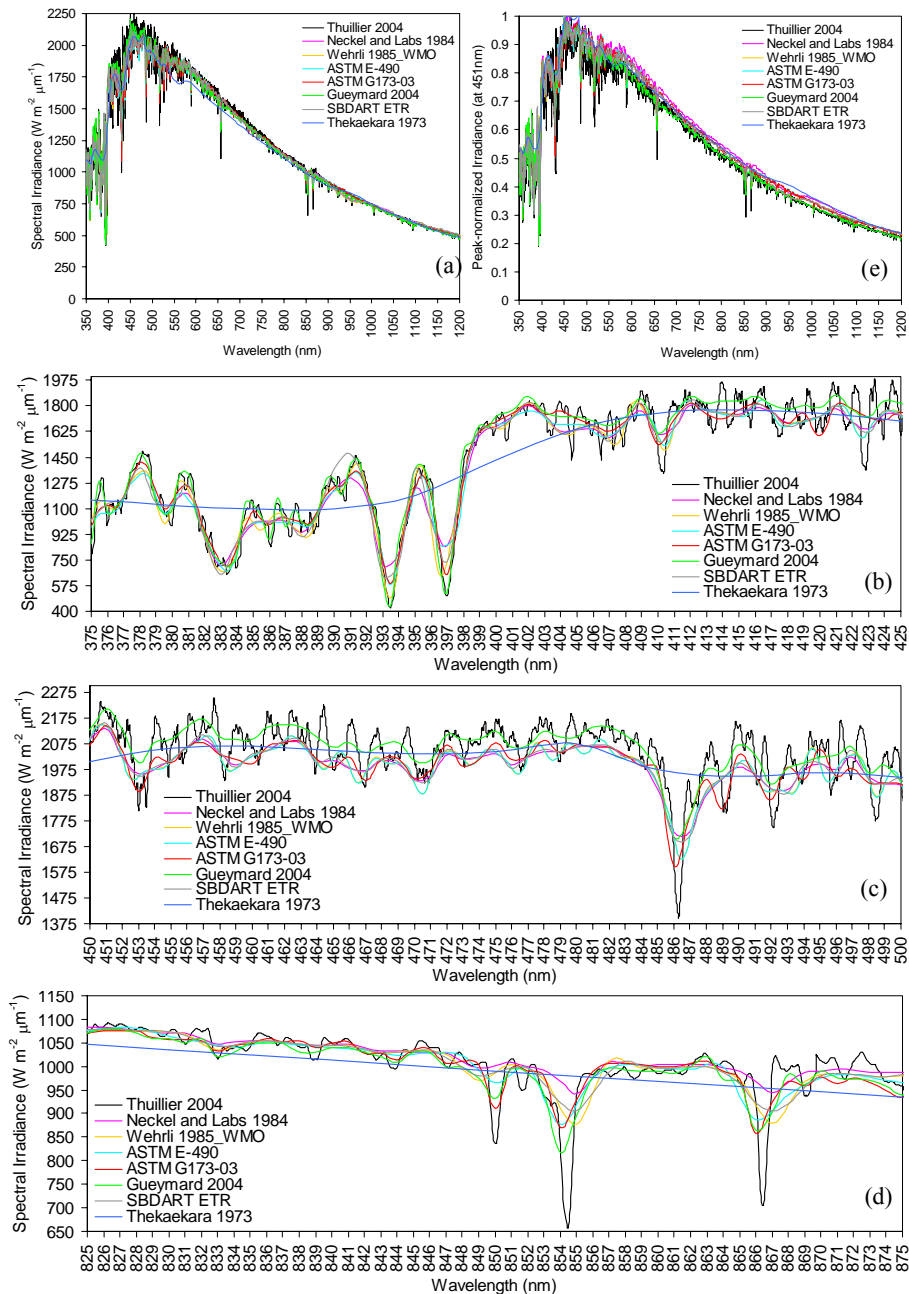 Spectral Irradiance (W m⁻² μm⁻¹)
2250
2000
1750
1500
1250
1000
750
500
250
0
350 400 450 500 550 600 650 700 750 800 850 900 950 1000 1050 1100 1150 1200
Wavelength (nm)
Thuillier 2004
Neckel and Labs 1984
Wehrli 1985_WMO
ASTM E-490
ASTM G173-03
Gueymard 2004
SBDART ETR
Thekaekara 1973
(a)
Peak-normalized Irradiance (at 451nm)
1
0.9
0.8
0.7
0.6
0.5
0.4
0.3
0.2
0.1
0
350 400 450 500 550 600 650 700 750 800 850 900 950 1000 1050 1100 1150 1200
Wavelength (nm)
Thuillier 2004
Neckel and Labs 1984
Wehrli 1985_WMO
ASTM E-490
ASTM G173-03
Gueymard 2004
SBDART ETR
Thekaekara 1973
(e)
Spectral Irradiance (W m⁻² μm⁻¹)
1975
1800
1625
1450
1275
1100
925
750
575
400
375 376 377 378 379 380 381 382 383 384 385 386 387 388 389 390 391 392 393 394 395 396 397 398 399 400 401 402 403 404 405 406 407 408 409 410 411 412 413 414 415 416 417 418 419 420 421 422 423 424 425
Wavelength (nm)
Thuillier 2004
Neckel and Labs 1984
Wehrli 1985_WMO
ASTM E-490
ASTM G173-03
Gueymard 2004
SBDART ETR
Thekaekara 1973
(b)
Spectral Irradiance (W m⁻² μm⁻¹)
2275
2175
2075
1975
1875
1775
1675
1575
1475
1375
450 451 452 453 454 455 456 457 458 459 460 461 462 463 464 465 466 467 468 469 470 471 472 473 474 475 476 477 478 479 480 481 482 483 484 485 486 487 488 489 490 491 492 493 494 495 496 497 498 499 500
Wavelength (nm)
Thuillier 2004
Neckel and Labs 1984
Wehrli 1985_WMO
ASTM E-490
ASTM G173-03
Gueymard 2004
SBDART ETR
Thekaekara 1973
(c)
Spectral Irradiance (W m⁻² μm⁻¹)
1150
1100
1050
1000
950
900
850
800
750
700
650
825 826 827 828 829 830 831 832 833 834 835 836 837 838 839 840 841 842 843 844 845 846 847 848 849 850 851 852 853 854 855 856 857 858 859 860 861 862 863 864 865 866 867 868 869 870 871 872 873 874 875
Wavelength (nm)
Thuillier 2004
Neckel and Labs 1984
Wehrli 1985_WMO
ASTM E-490
ASTM G173-03
Gueymard 2004
SBDART ETR
Thekaekara 1973
(d)